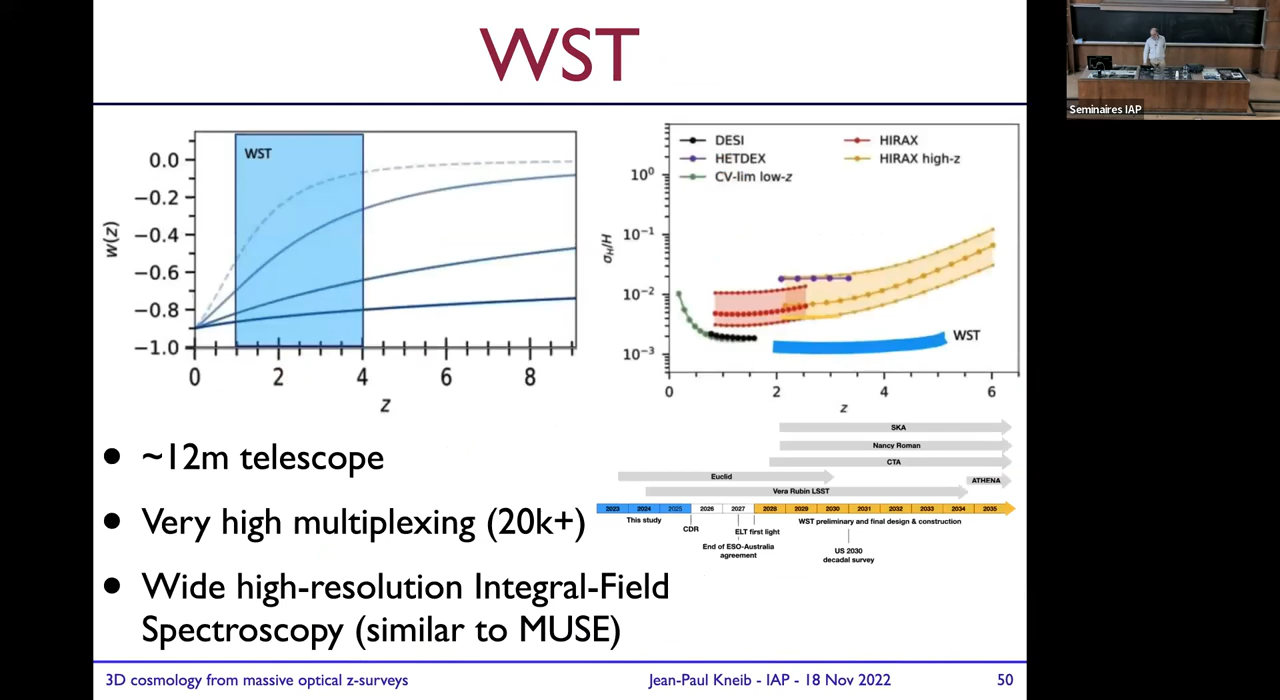 WST
WST
0.0
−0.2
−0.4
−0.6
−0.8
−1.0
w(z)
0 2 4 6 8
z
DESI
HETDEX
CV-lim low-z
HIRAX
HIRAX high-z
10⁰
10⁻¹
10⁻²
10⁻³
σH/H
WST
0 2 4 6
z
SKA
Nancy Roman
CTA
Euclid
ATHENA
Vera Rubin LSST
2023 2024 2025 2026 2027 2028 2029 2030 2031 2032 2033 2034 2035
This study
CDR
ELT first light
WST preliminary and final design & construction
End of ESO-Australia
agreement
US 2030
decadal survey
• ~12m telescope
• Very high multiplexing (20k+)
• Wide high-resolution Integral-Field
Spectroscopy (similar to MUSE)
3D cosmology from massive optical z-surveys
Jean-Paul Kneib - IAP - 18 Nov 2022
50
Seminaires IAP